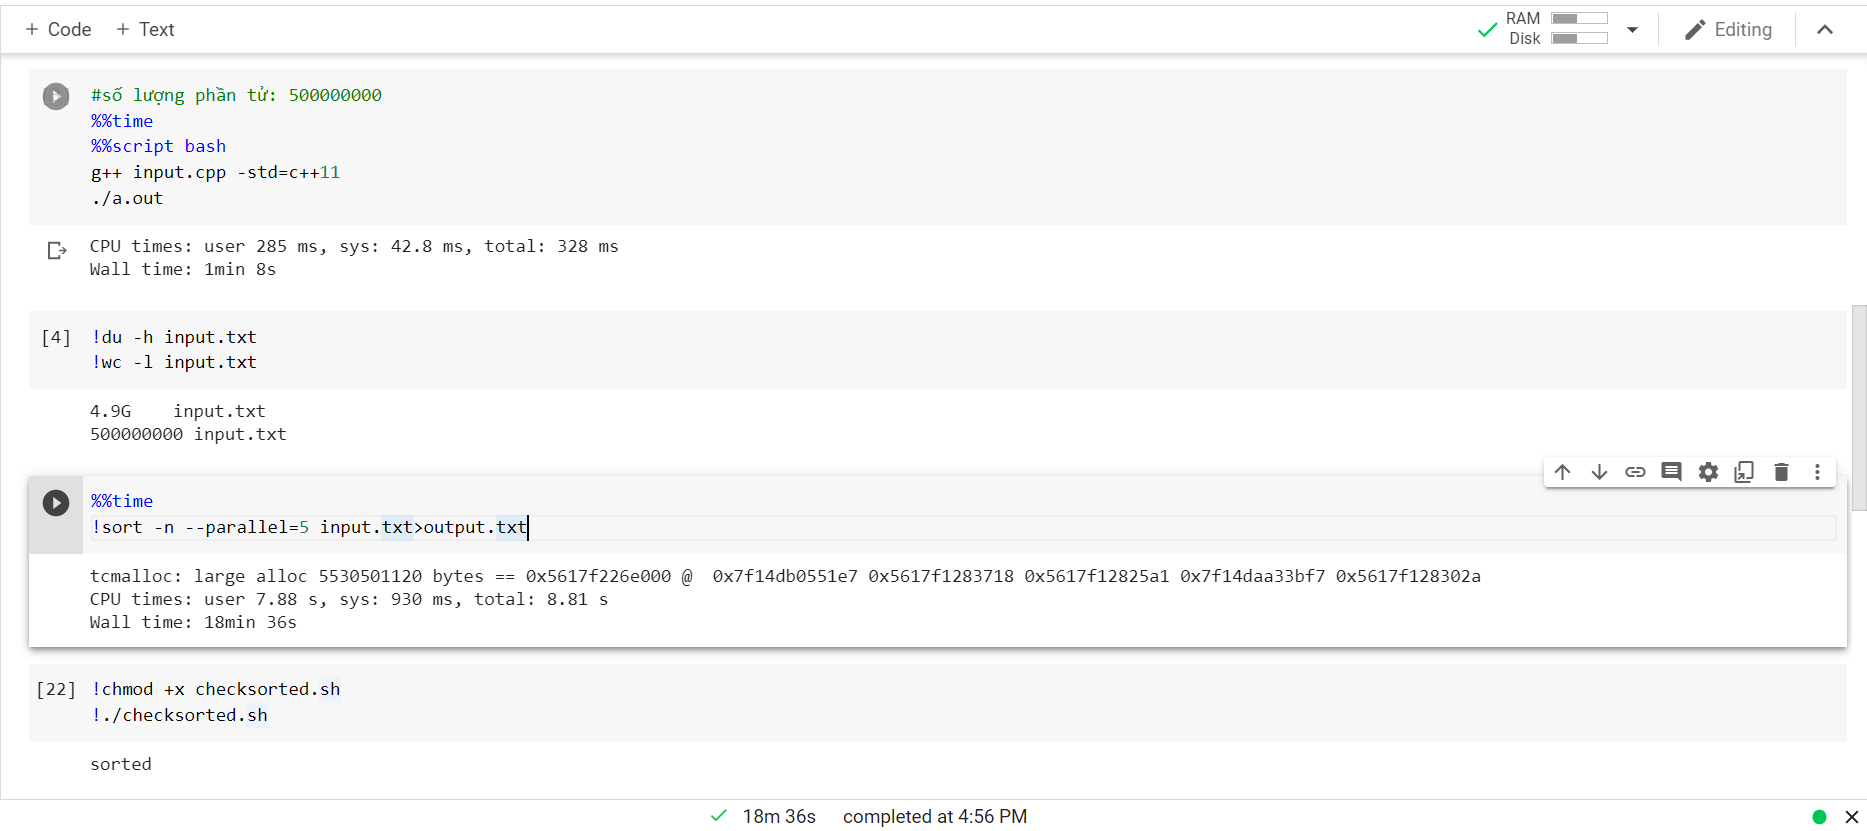 + Code + Text
RAM
Disk
Editing
#số lượng phần tử: 500000000
%%time
%%script bash
g++ input.cpp -std=c++11
./a.out
CPU times: user 285 ms, sys: 42.8 ms, total: 328 ms
Wall time: 1min 8s
[4] !du -h input.txt
!wc -l input.txt
4.9G input.txt
500000000 input.txt
%%time
!sort -n --parallel=5 input.txt>output.txt
tcmalloc: large alloc 5530501120 bytes == 0x5617f226e000 @ 0x7f14db0551e7 0x5617f1283718 0x5617f12825a1 0x7f14daa33bf7 0x5617f128302a
CPU times: user 7.88 s, sys: 930 ms, total: 8.81 s
Wall time: 18min 36s
[22] !chmod +x checksorted.sh
!./checksorted.sh
sorted
18m 36s completed at 4:56 PM